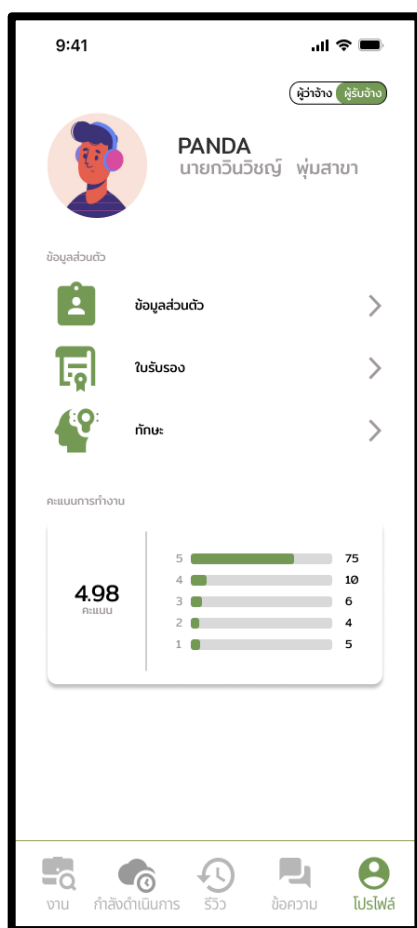 9:41
ผู้ว่าจ้าง ผู้รับจ้าง
PANDA
นายกวินวิชญ์ พุ่มสาขา
ข้อมูลส่วนตัว
ข้อมูลส่วนตัว
ใบรับรอง
ทักษะ
คะแนนการทำงาน
4.98
คะแนน
5 75
4 10
3 6
2 4
1 5
งาน กำลังดำเนินการ รีวิว ข้อความ โปรไฟล์